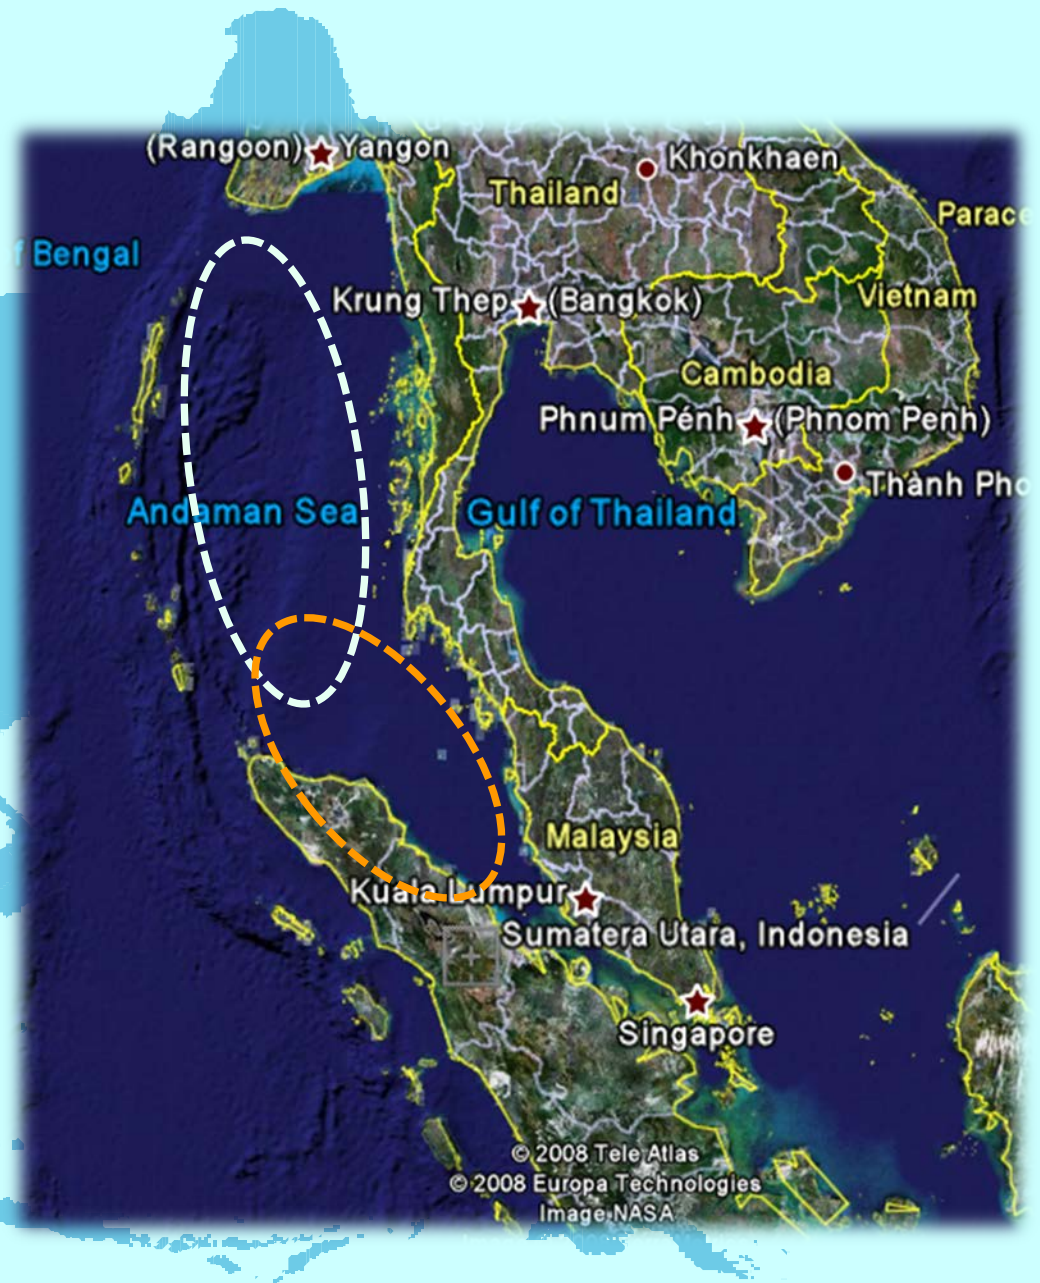 (Rangoon) Yangon
Khonkhaen
Thailand
Parace
f Bengal
Vietnam
Krung Thep (Bangkok)
Cambodia
Phnum Pénh (Phnom Penh)
Thành Pho
Andaman Sea
Gulf of Thailand
Malaysia
Kuala Lumpur
Sumatera Utara, Indonesia
Singapore
© 2008 Tele Atlas
© 2008 Europa Technologies
Image NASA